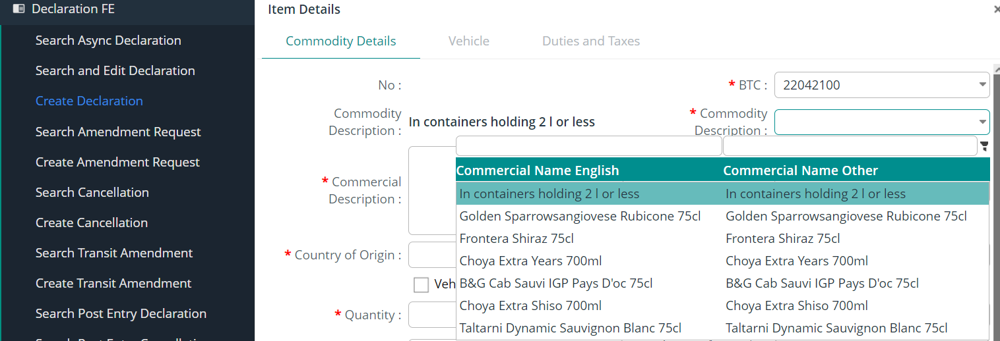 Declaration FE
Search Async Declaration
Search and Edit Declaration
Create Declaration
Search Amendment Request
Create Amendment Request
Search Cancellation
Create Cancellation
Search Transit Amendment
Create Transit Amendment
Search Post Entry Declaration
Item Details
Commodity Details Vehicle Duties and Taxes
No :
* BTC : 22042100
Commodity
Description : In containers holding 2 l or less
* Commodity
Description :
* Commercial
Description :
* Country of Origin :
Veh
* Quantity :
Commercial Name English Commercial Name Other
In containers holding 2 l or less In containers holding 2 l or less
Golden Sparrowsangiovese Rubicone 75cl Golden Sparrowsangiovese Rubicone 75cl
Frontera Shiraz 75cl Frontera Shiraz 75cl
Choya Extra Years 700ml Choya Extra Years 700ml
B&G Cab Sauvi IGP Pays D'oc 75cl B&G Cab Sauvi IGP Pays D'oc 75cl
Choya Extra Shiso 700ml Choya Extra Shiso 700ml
Taltarni Dynamic Sauvignon Blanc 75cl Taltarni Dynamic Sauvignon Blanc 75cl